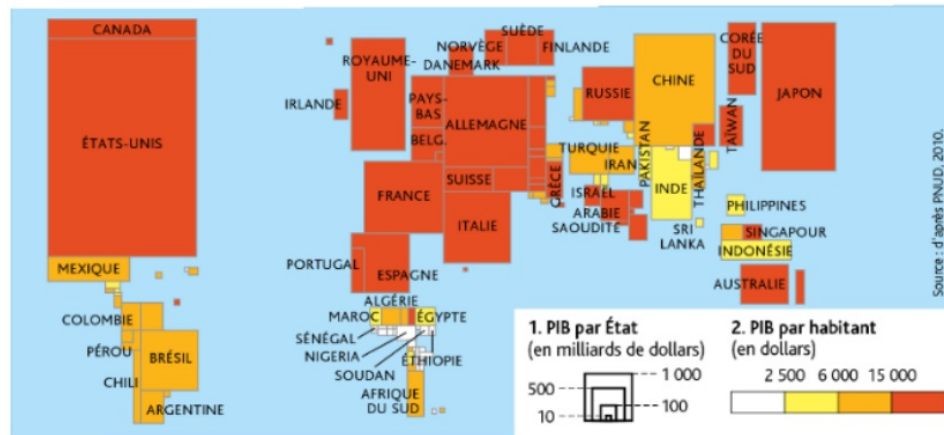 CANADA
ÉTATS-UNIS
MEXIQUE
COLOMBIE
PÉROU
BRÉSIL
CHILI
ARGENTINE
IRLANDE
ROYAUME-
UNI
NORVÈGE
SUÈDE
FINLANDE
DANEMARK
PAYS-
BAS
BELG.
ALLEMAGNE
SUISSE
FRANCE
ITALIE
PORTUGAL
ESPAGNE
GRÈCE
RUSSIE
TURQUIE
IRAN
ISRAËL
ARABIE
SAOUDITE
PAKISTAN
CHINE
INDE
SRI
LANKA
THAÏLANDE
CORÉE
DU
SUD
TAÏWAN
JAPON
PHILIPPINES
SINGAPOUR
INDONÉSIE
AUSTRALIE
ALGÉRIE
MAROC
ÉGYPTE
SÉNÉGAL
NIGERIA
SOUDAN
ÉTHIOPIE
AFRIQUE
DU SUD
1. PIB par État
(en milliards de dollars)
1 000
500
100
10
2. PIB par habitant
(en dollars)
2 500 6 000 15 000
Source : d'après PNUD, 2010.